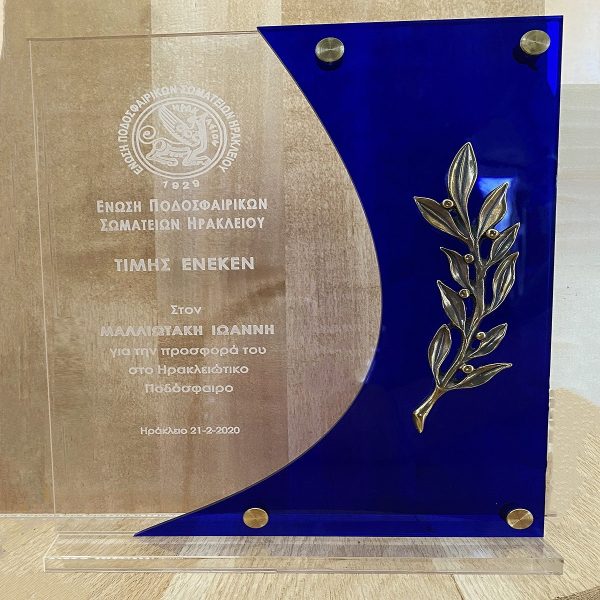 ΕΝΩΣΗ ΠΟΔΟΣΦΑΙΡΙΚΩΝ ΣΩΜΑΤΕΙΩΝ ΗΡΑΚΛΕΙΟΥ
1929
ΕΝΩΣΗ ΠΟΔΟΣΦΑΙΡΙΚΩΝ
ΣΩΜΑΤΕΙΩΝ ΗΡΑΚΛΕΙΟΥ
ΤΙΜΗΣ ΕΝΕΚΕΝ
Στον
ΜΑΛΛΙΩΤΑΚΗ ΙΩΑΝΝΗ
για την προσφορά του
στο Ηρακλειώτικο
Ποδόσφαιρο
Ηράκλειο 21-2-2020